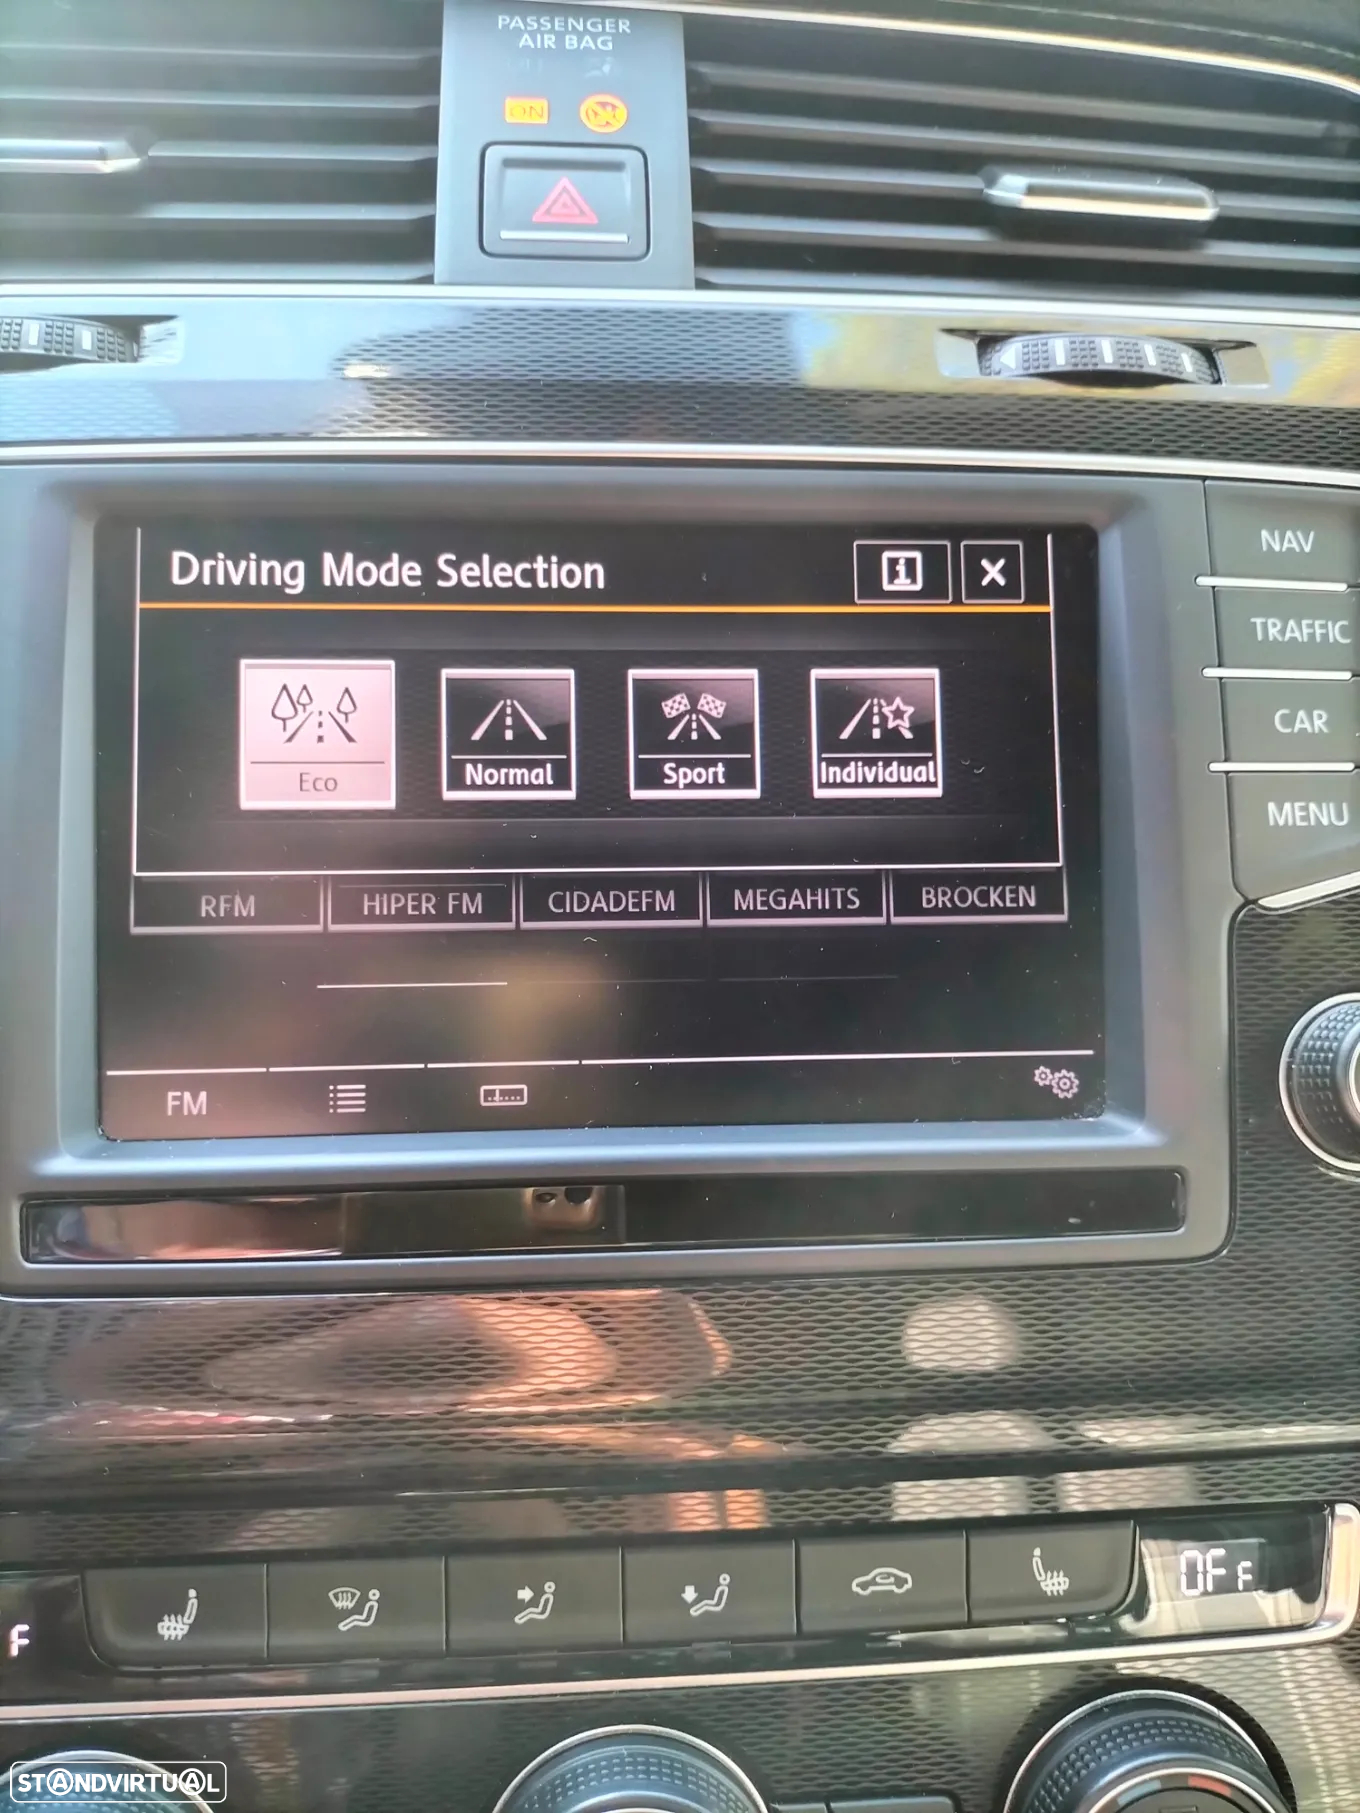 PASSENGER
AIR BAG
ON
Driving Mode Selection
i
Eco
Normal
Sport
Individual
RFM
HIPER FM
CIDADEFM
MEGAHITS
BROCKEN
FM
NAV
TRAFFIC
CAR
MENU
F
OFF
STANDVIRTUAL